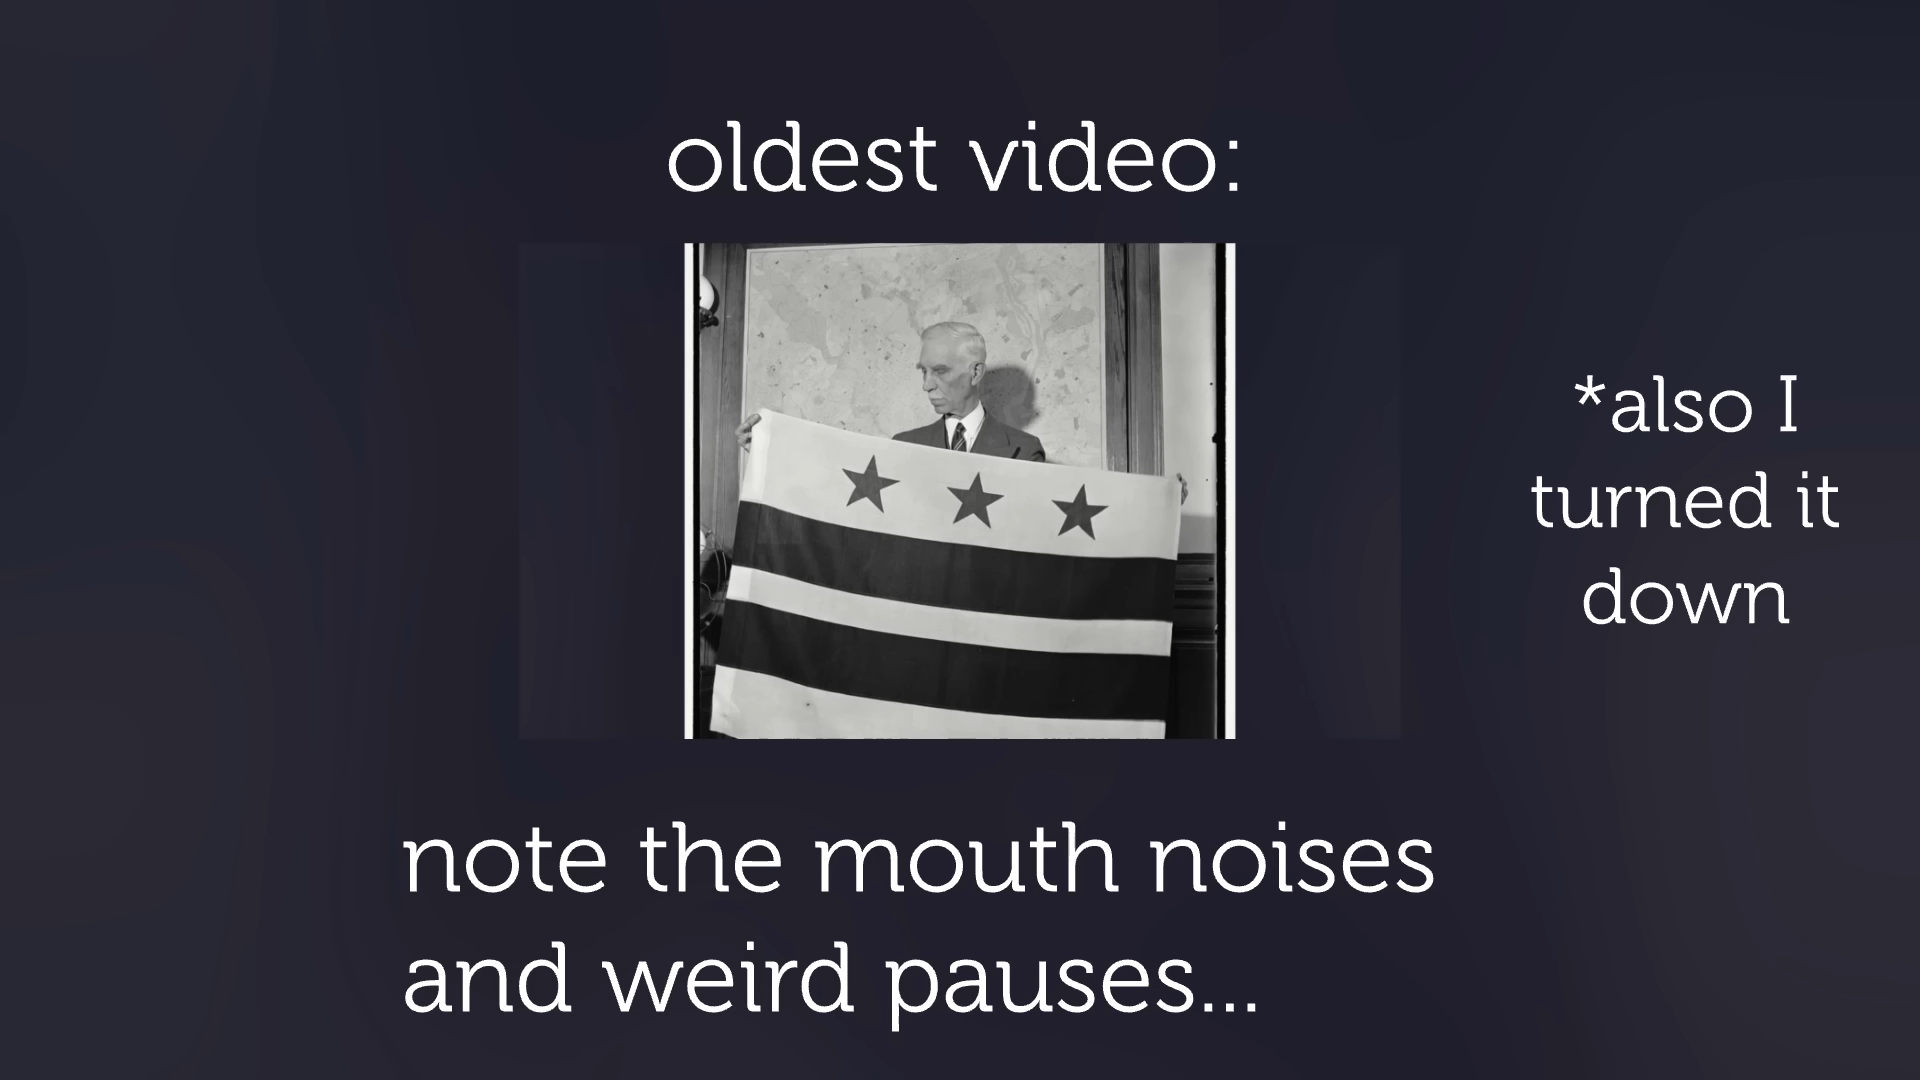 oldest video:
*also I
turned it
down
note the mouth noises
and weird pauses...